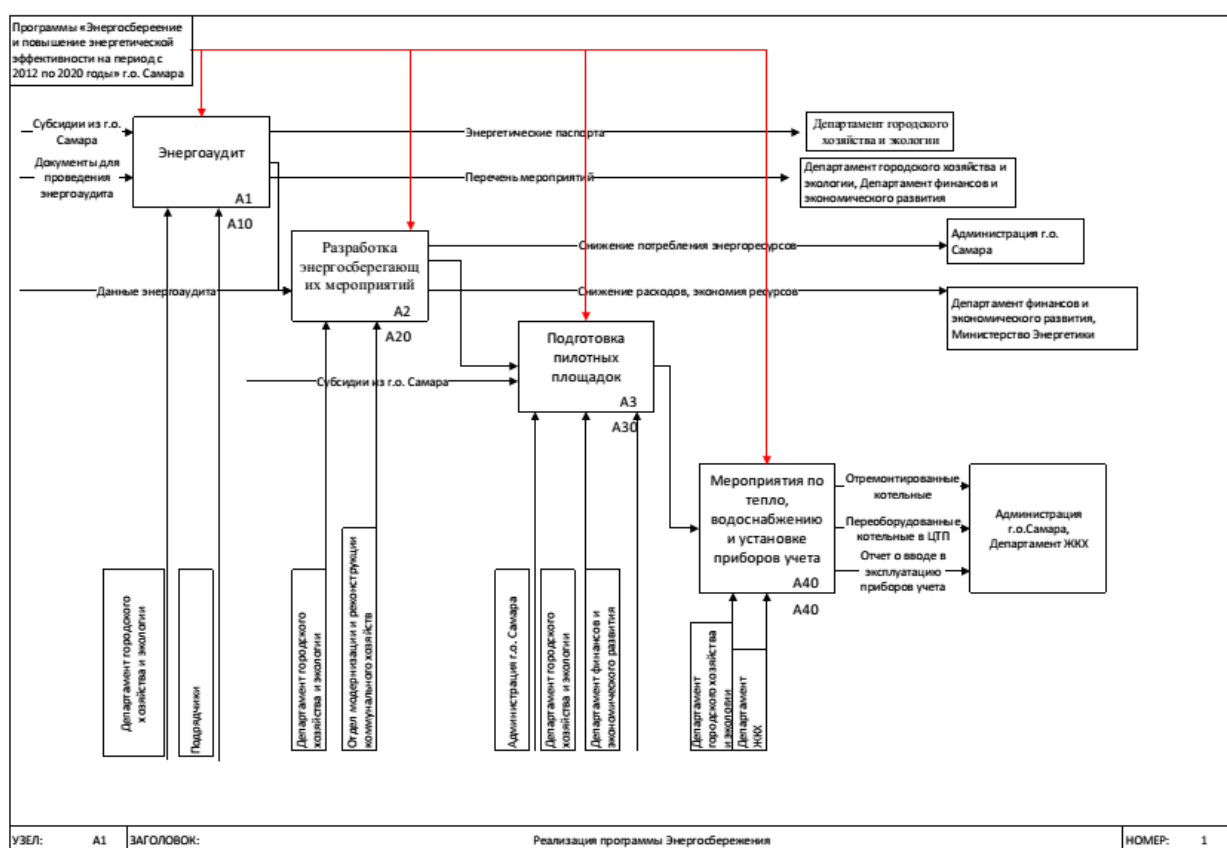 Программы «Энергосбереение
и повышение энергетической
эффективности на период с
2012 по 2020 годы» г.о. Самара
Субсидии из г.о.
Самара
Документы для
проведения
энергоаудита
Энергоаудит
A1
A10
Энергетические паспорта
Департамент городского
хозяйства и экологии
Перечень мероприятий
Департамент городского хозяйства и
экологии, Департамент финансов и
экономического развития
Данные энергоаудита
Разработка
энергосберегающ
их мероприятий
A2
A20
Снижение потребления энергоресурсов
Администрация г.о.
Самара
Снижение расходов, экономия ресурсов
Департамент финансов и
экономического развития,
Министерство Энергетики
Субсидии из г.о. Самара
Подготовка
пилотных
площадок
A3
A30
Мероприятия по
тепло,
водоснабжению
и установке
приборов учета
A40
A40
Отремонтированные
котельные
Переоборудованные
котельные в ЦТП
Отчет о вводе в
эксплуатацию
приборов учета
Администрация
г.о.Самара,
Департамент ЖКХ
Департамент городского
хозяйства и экологии
Подрядчики
Департамент городского
хозяйства и экологии
Отдел модернизации и реконструкции
коммунального хозяйств
Администрация г.о. Самара
Департамент городского
хозяйства и экологии
Департамент финансов и
экономического развития
Департамент
городского хозяйства
и экологии
Департамент
ЖКХ
УЗЕЛ: A1 ЗАГОЛОВОК: Реализация программы Энергосбережения НОМЕР: 1